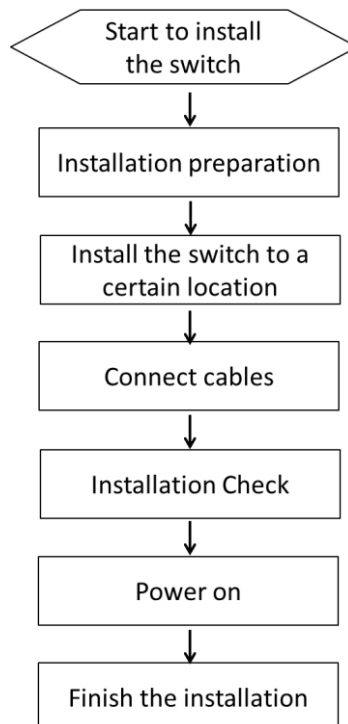 Start to install
the switch
Installation preparation
Install the switch to a
certain location
Connect cables
Installation Check
Power on
Finish the installation